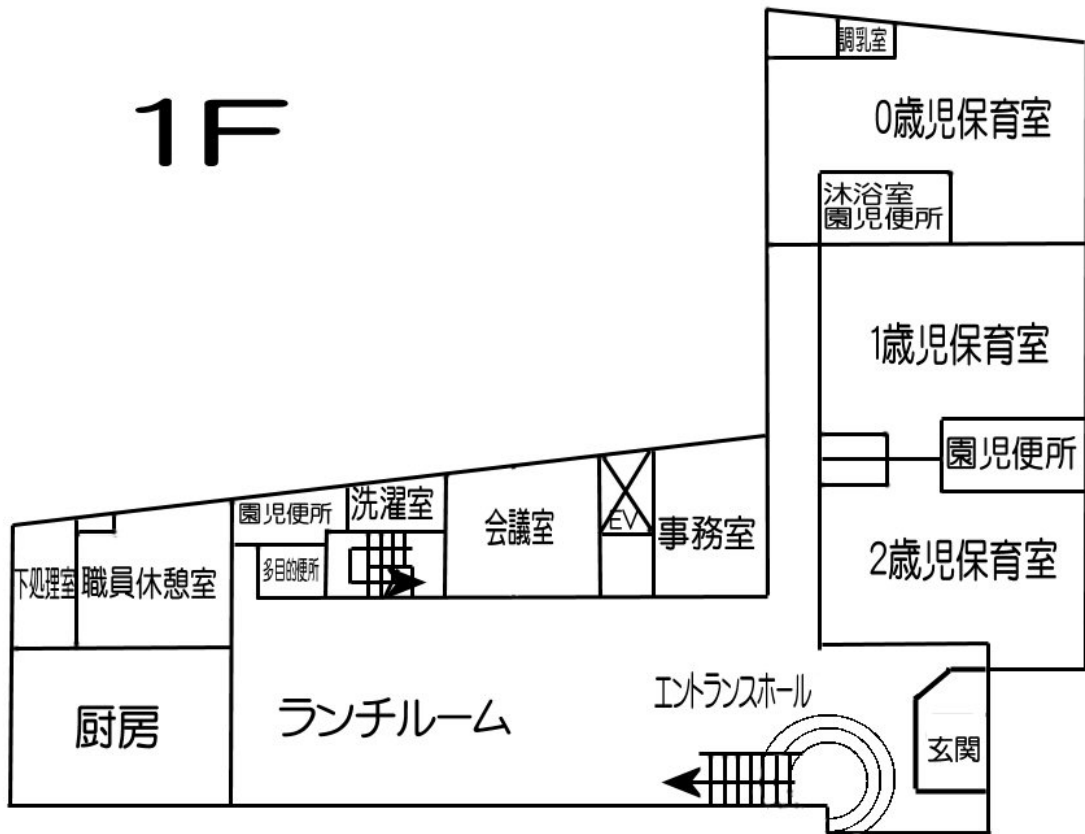 1F
調乳室
0歳児保育室
沐浴室
園児便所
1歳児保育室
園児便所
2歳児保育室
園児便所
洗濯室
会議室
EV
事務室
多目的便所
下処理室
職員休憩室
エントランスホール
ランチルーム
厨房
玄関